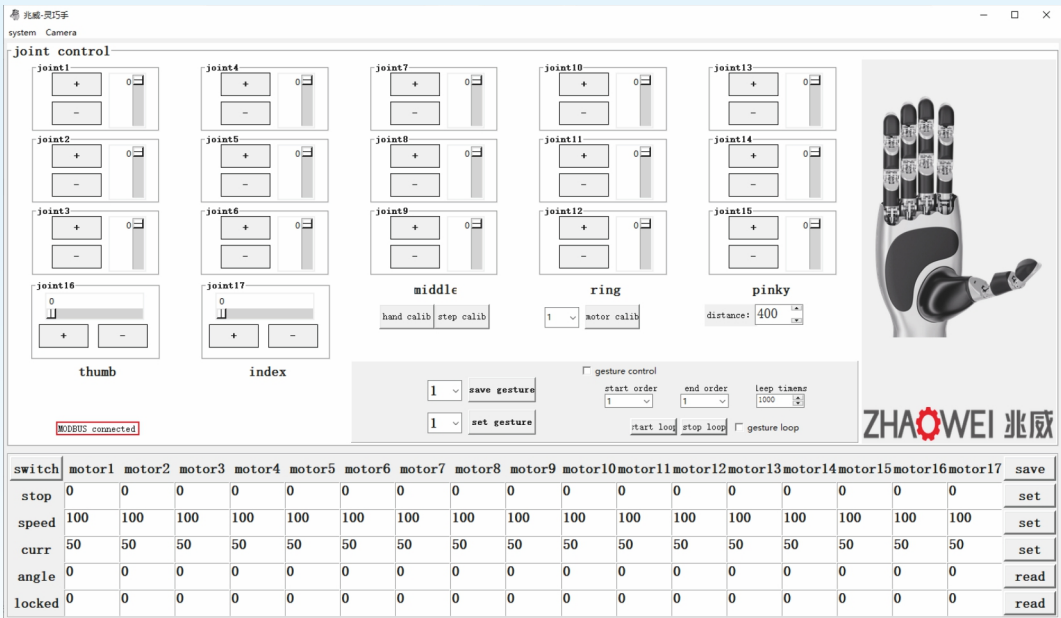 兆威-灵巧手
system Camera
joint control
joint1 joint4 joint7 joint10 joint13
+ 0 + 0 + 0 + 0 + 0
- - - - -
joint2 joint5 joint8 joint11 joint14
+ 0 + 0 + 0 + 0 + 0
- - - - -
joint3 joint6 joint9 joint12 joint15
+ 0 + 0 + 0 + 0 + 0
- - - - -
joint16 joint17 middle ring pinky
0 0
hand calib step calib 1 motor calib distance: 400
+ - + -
thumb index
gesture control
1 save gesture start order end order leep timems
1 1 1000
1 set gesture start loop stop loop gesture loop
MODBUS connected
ZHAOWEI 兆威
switch motor1 motor2 motor3 motor4 motor5 motor6 motor7 motor8 motor9 motor10 motor11 motor12 motor13 motor14 motor15 motor16 motor17 save
stop 0 0 0 0 0 0 0 0 0 0 0 0 0 0 0 0 0 set
speed 100 100 100 100 100 100 100 100 100 100 100 100 100 100 100 100 100 set
curr 50 50 50 50 50 50 50 50 50 50 50 50 50 50 50 50 50 set
angle 0 0 0 0 0 0 0 0 0 0 0 0 0 0 0 0 0 read
locked 0 0 0 0 0 0 0 0 0 0 0 0 0 0 0 0 0 read